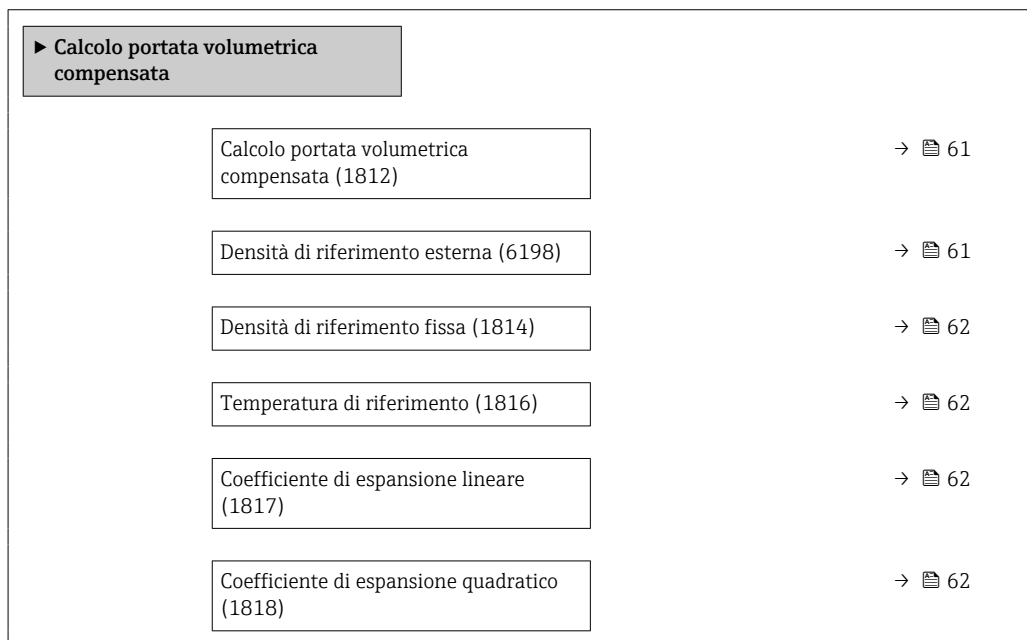 ▶ Calcolo portata volumetrica
compensata
Calcolo portata volumetrica
compensata (1812)
→ 61
Densità di riferimento esterna (6198)
→ 61
Densità di riferimento fissa (1814)
→ 62
Temperatura di riferimento (1816)
→ 62
Coefficiente di espansione lineare
(1817)
→ 62
Coefficiente di espansione quadratico
(1818)
→ 62